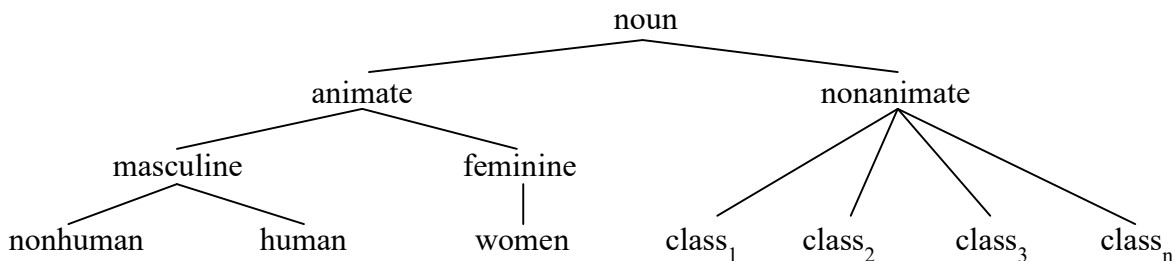 noun
animate nonanimate
masculine feminine
nonhuman human women class₁ class₂ class₃ classₙ